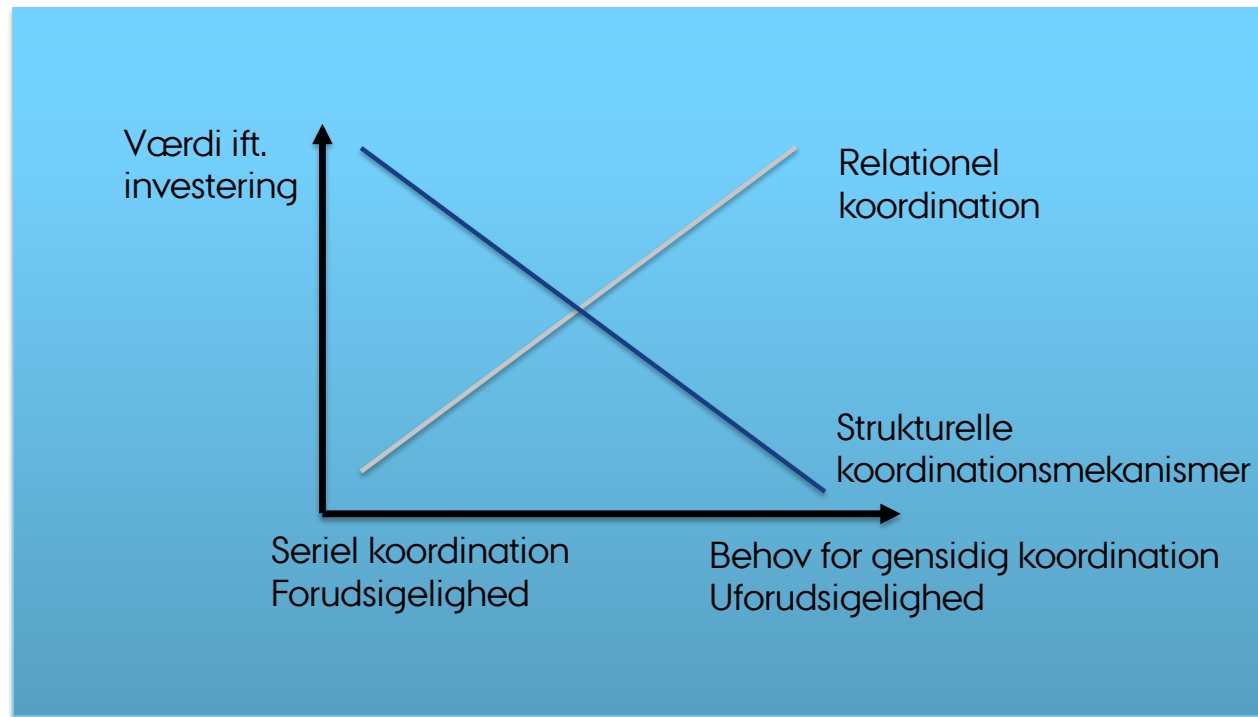 Værdi ift.
investering
Relationel
koordination
Strukturelle
koordinationsmekanismer
Seriel koordination
Forudsigelighed
Behov for gensidig koordination
Uforudsigelighed